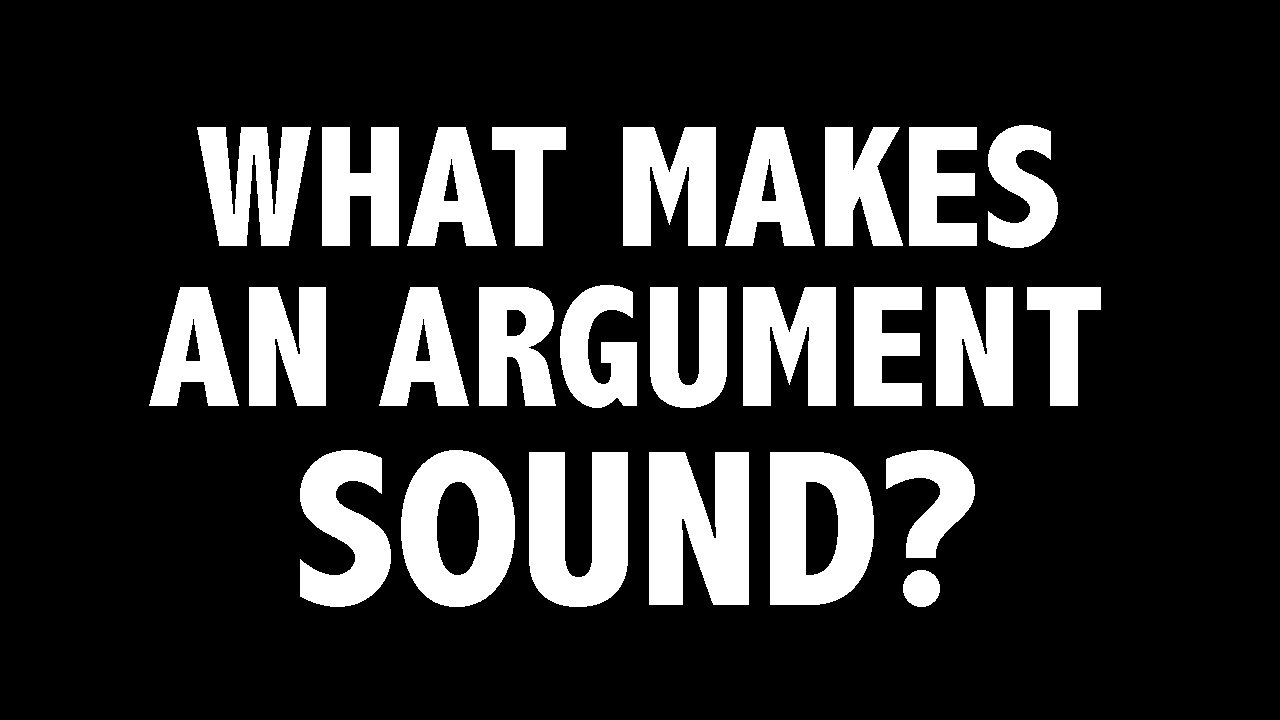 WHAT MAKES
AN ARGUMENT
SOUND?